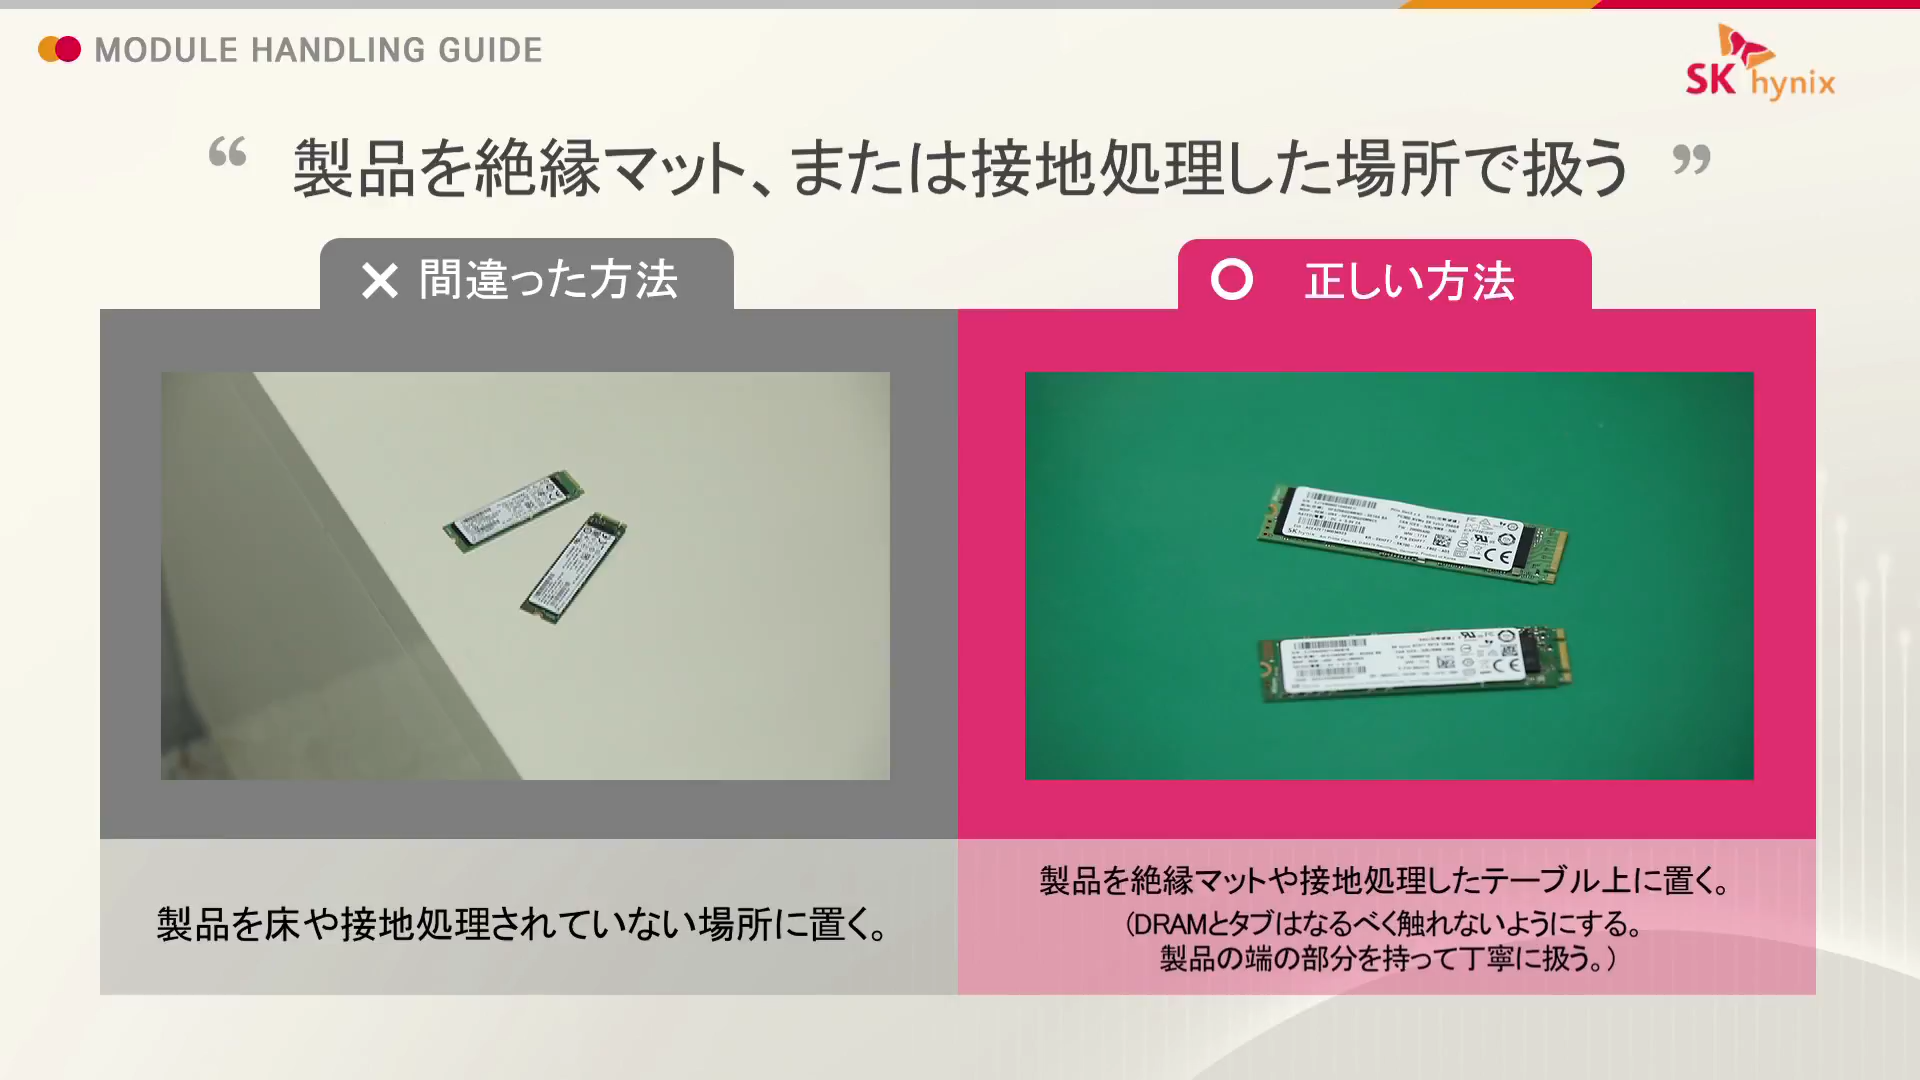 MODULE HANDLING GUIDE
SK hynix
“ 製品を絶縁マット、または接地処理した場所で扱う ”
✕ 間違った方法
〇 正しい方法
製品を床や接地処理されていない場所に置く。
製品を絶縁マットや接地処理したテーブル上に置く。
(DRAMとタブはなるべく触れないようにする。
製品の端の部分を持って丁寧に扱う。)